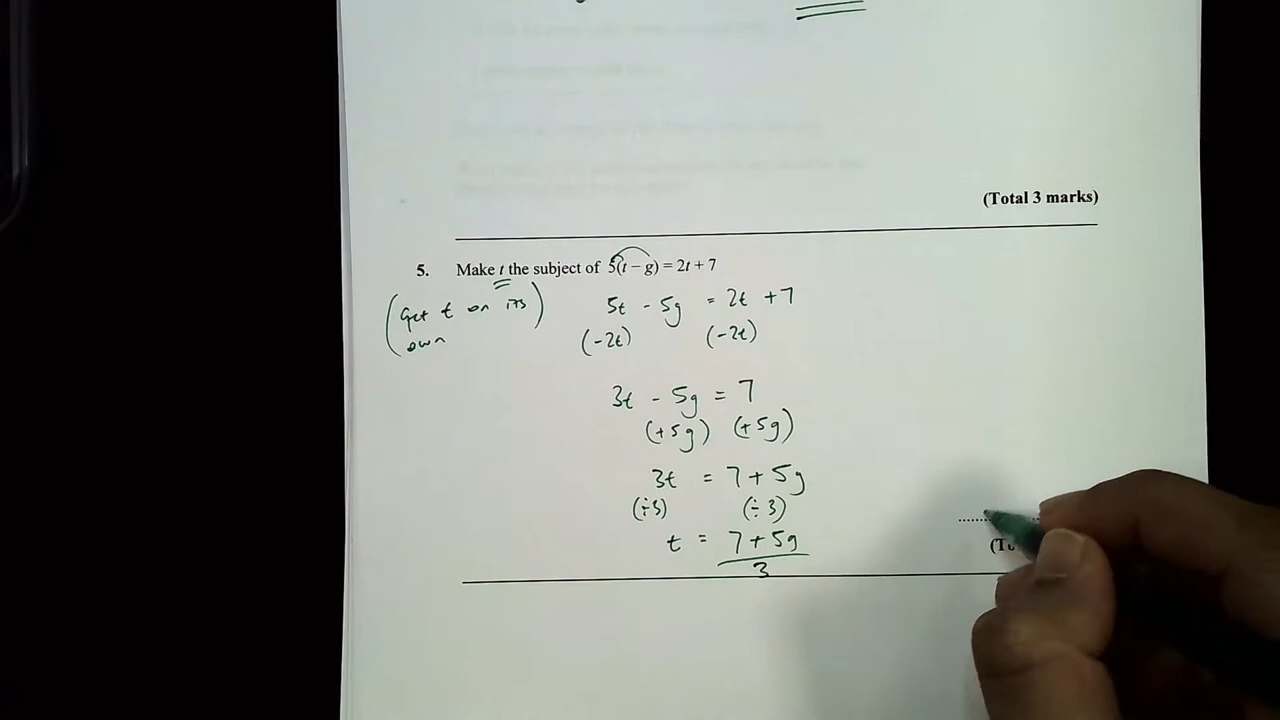 (Total 3 marks)
5. Make t the subject of 5(t − g) = 2t + 7
(Get t on its own)
5t - 5g = 2t + 7
(-2t) (-2t)
3t - 5g = 7
(+5g) (+5g)
3t = 7 + 5g
(÷3) (÷3)
t = 7 + 5g
3